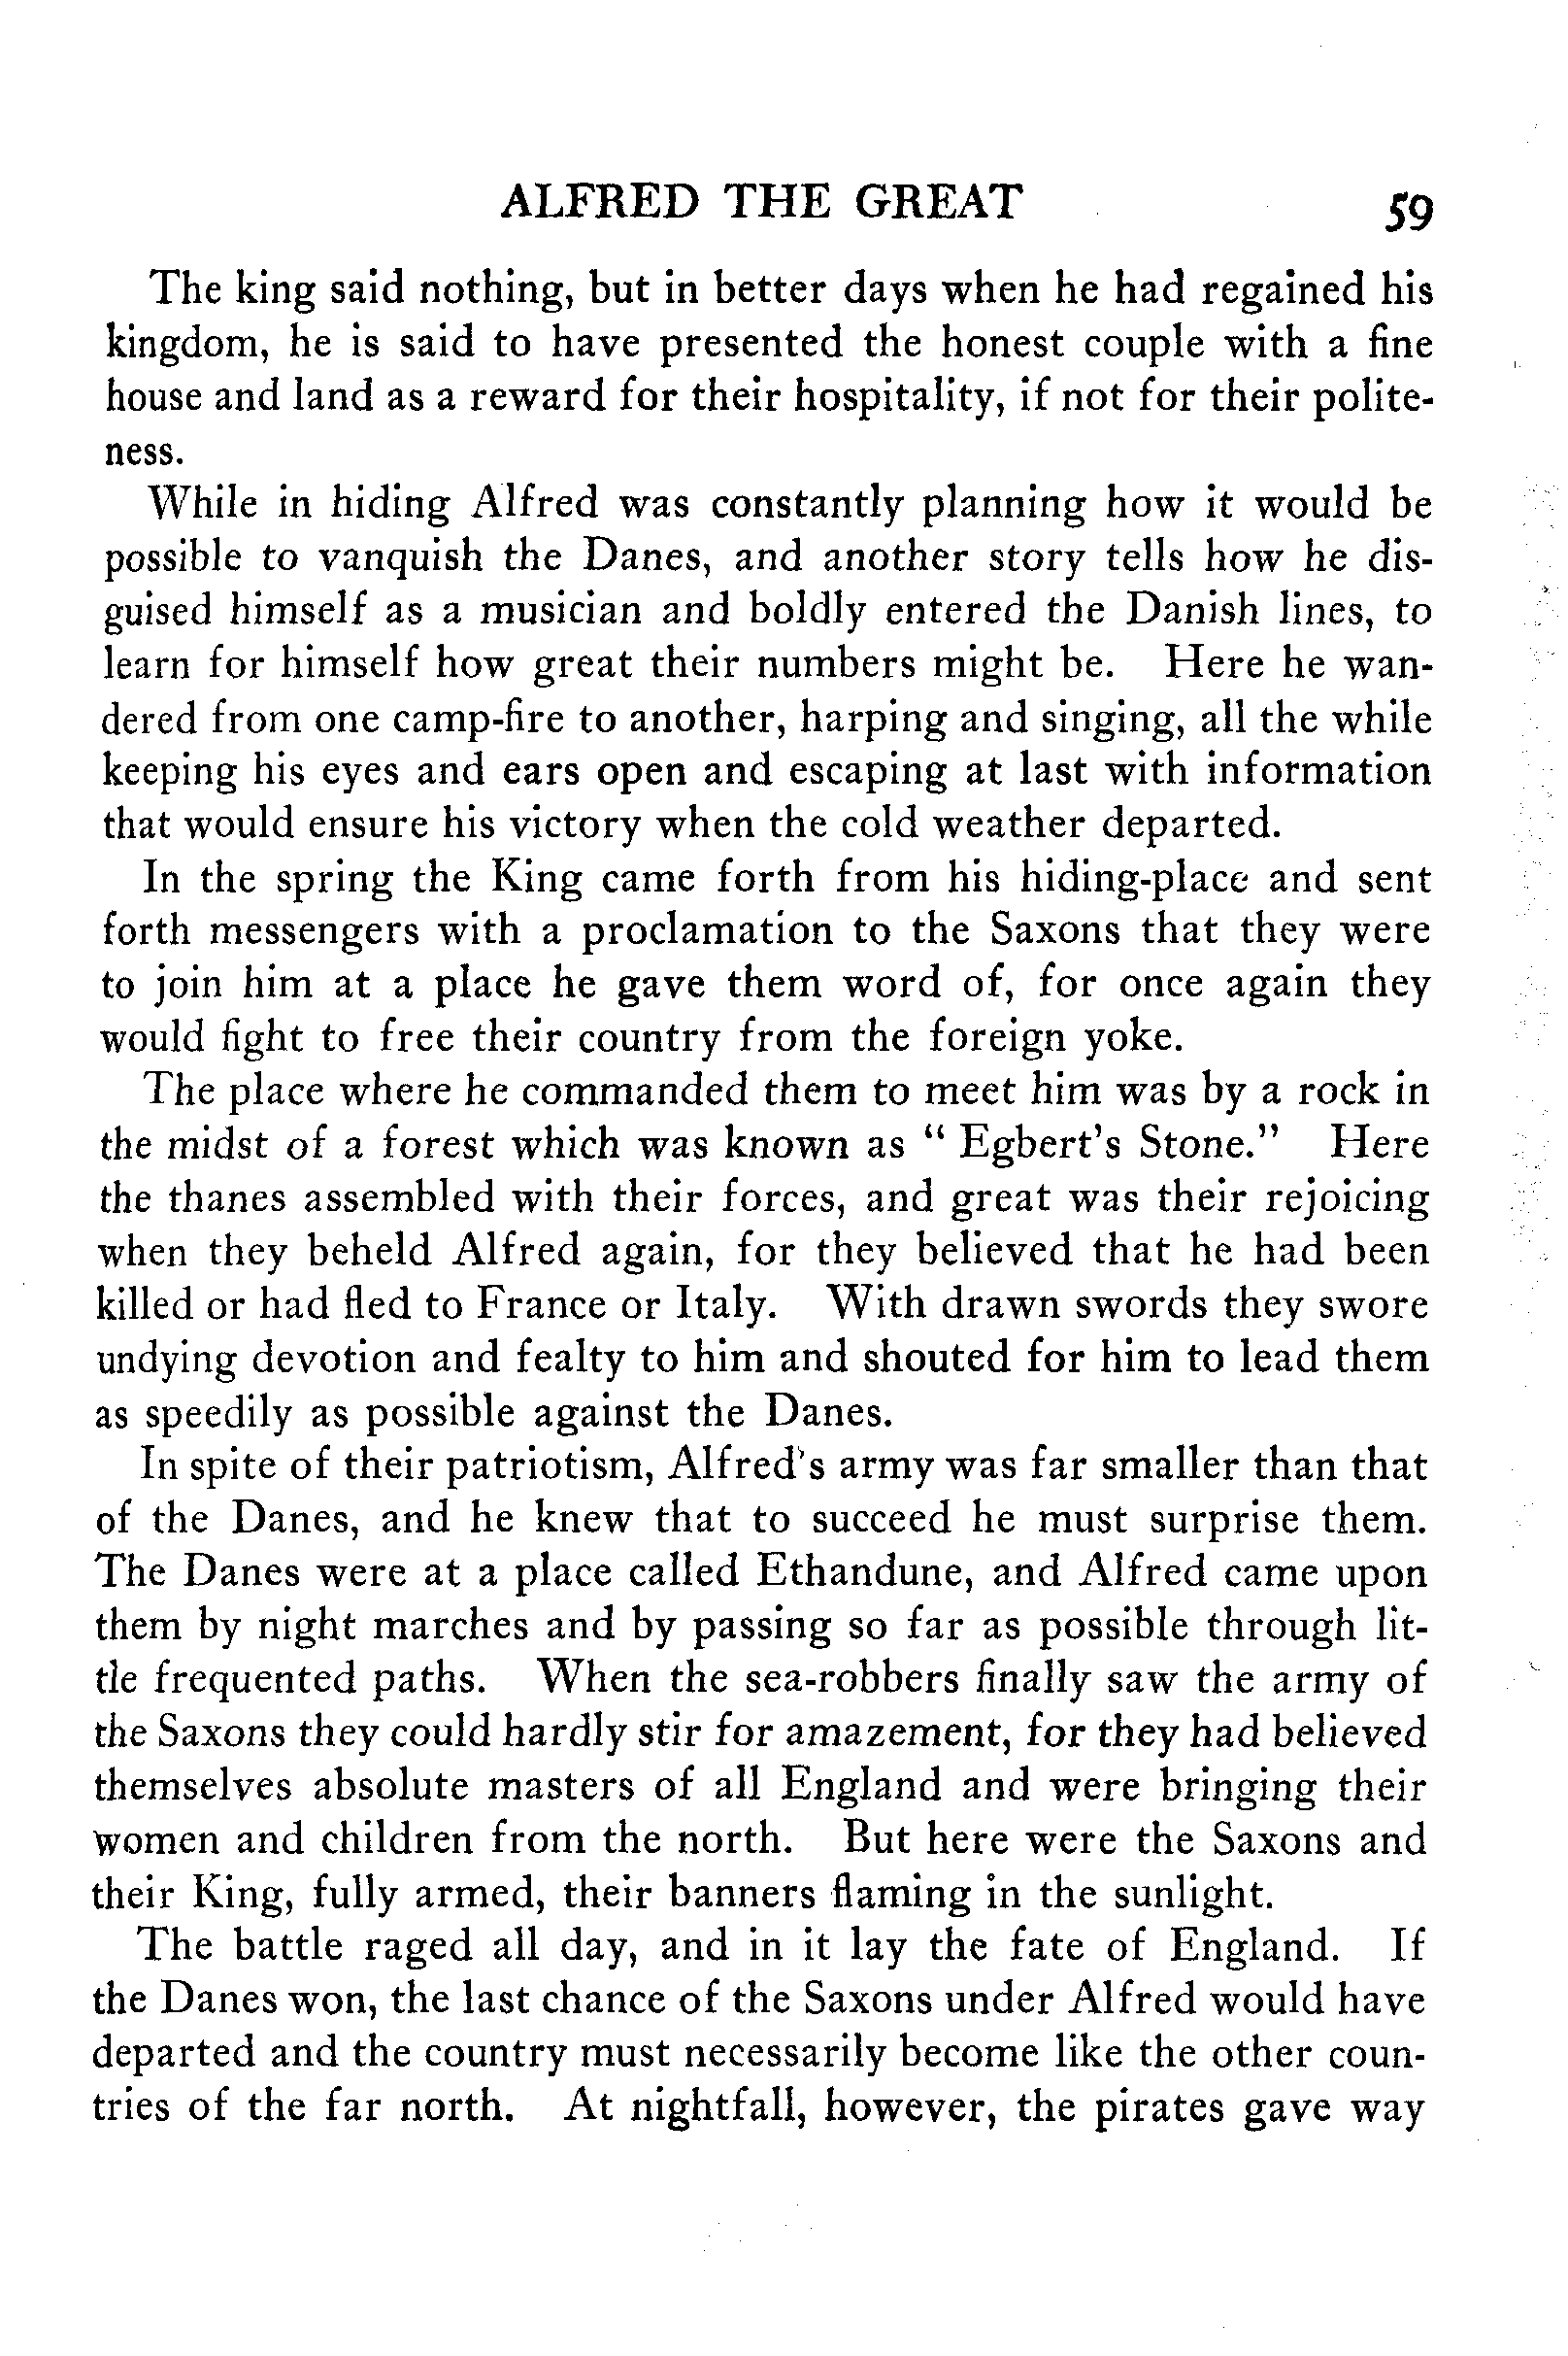 ALFRED THE GREAT 59
The king said nothing, but in better days when he had regained his
kingdom, he is said to have presented the honest couple with a fine
house and land as a reward for their hospitality, if not for their polite-
ness.
While in hiding Alfred was constantly planning how it would be
possible to vanquish the Danes, and another story tells how he dis-
guised himself as a musician and boldly entered the Danish lines, to
learn for himself how great their numbers might be. Here he wan-
dered from one camp-fire to another, harping and singing, all the while
keeping his eyes and ears open and escaping at last with information
that would ensure his victory when the cold weather departed.
In the spring the King came forth from his hiding-place and sent
forth messengers with a proclamation to the Saxons that they were
to join him at a place he gave them word of, for once again they
would fight to free their country from the foreign yoke.
The place where he commanded them to meet him was by a rock in
the midst of a forest which was known as " Egbert's Stone." Here
the thanes assembled with their forces, and great was their rejoicing
when they beheld Alfred again, for they believed that he had been
killed or had fled to France or Italy. With drawn swords they swore
undying devotion and fealty to him and shouted for him to lead them
as speedily as possible against the Danes.
In spite of their patriotism, Alfred's army was far smaller than that
of the Danes, and he knew that to succeed he must surprise them.
The Danes were at a place called Ethandune, and Alfred came upon
them by night marches and by passing so far as possible through lit-
tle frequented paths. When the sea-robbers finally saw the army of
the Saxons they could hardly stir for amazement, for they had believed
themselves absolute masters of all England and were bringing their
women and children from the north. But here were the Saxons and
their King, fully armed, their banners flaming in the sunlight.
The battle raged all day, and in it lay the fate of England. If
the Danes won, the last chance of the Saxons under Alfred would have
departed and the country must necessarily become like the other coun-
tries of the far north. At nightfall, however, the pirates gave way